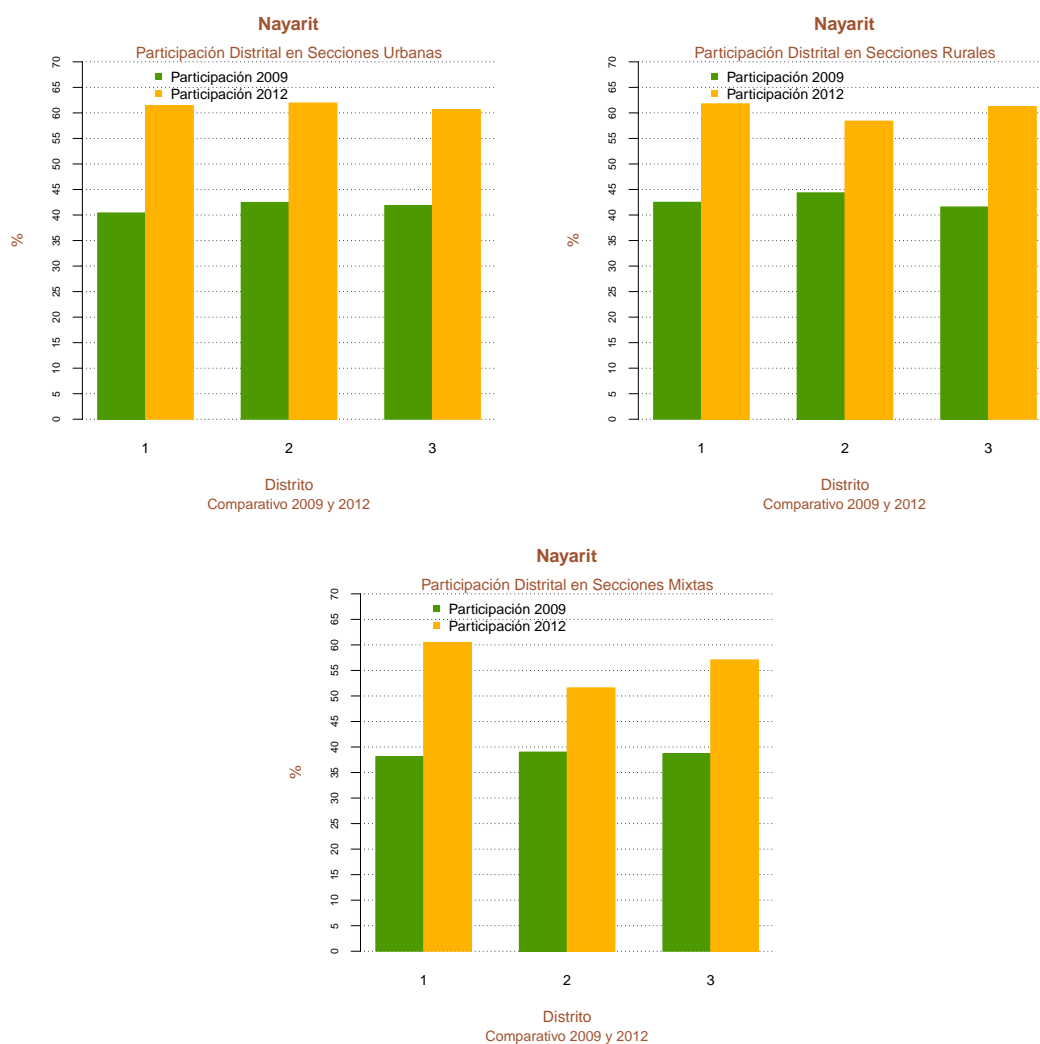 Nayarit
Participación Distrital en Secciones Urbanas
Participación 2009
Participación 2012
70
65
60
55
50
45
40
35
30
25
20
15
10
5
0
%
1 2 3
Distrito
Comparativo 2009 y 2012
Nayarit
Participación Distrital en Secciones Rurales
Participación 2009
Participación 2012
70
65
60
55
50
45
40
35
30
25
20
15
10
5
0
%
1 2 3
Distrito
Comparativo 2009 y 2012
Nayarit
Participación Distrital en Secciones Mixtas
Participación 2009
Participación 2012
70
65
60
55
50
45
40
35
30
25
20
15
10
5
0
%
1 2 3
Distrito
Comparativo 2009 y 2012